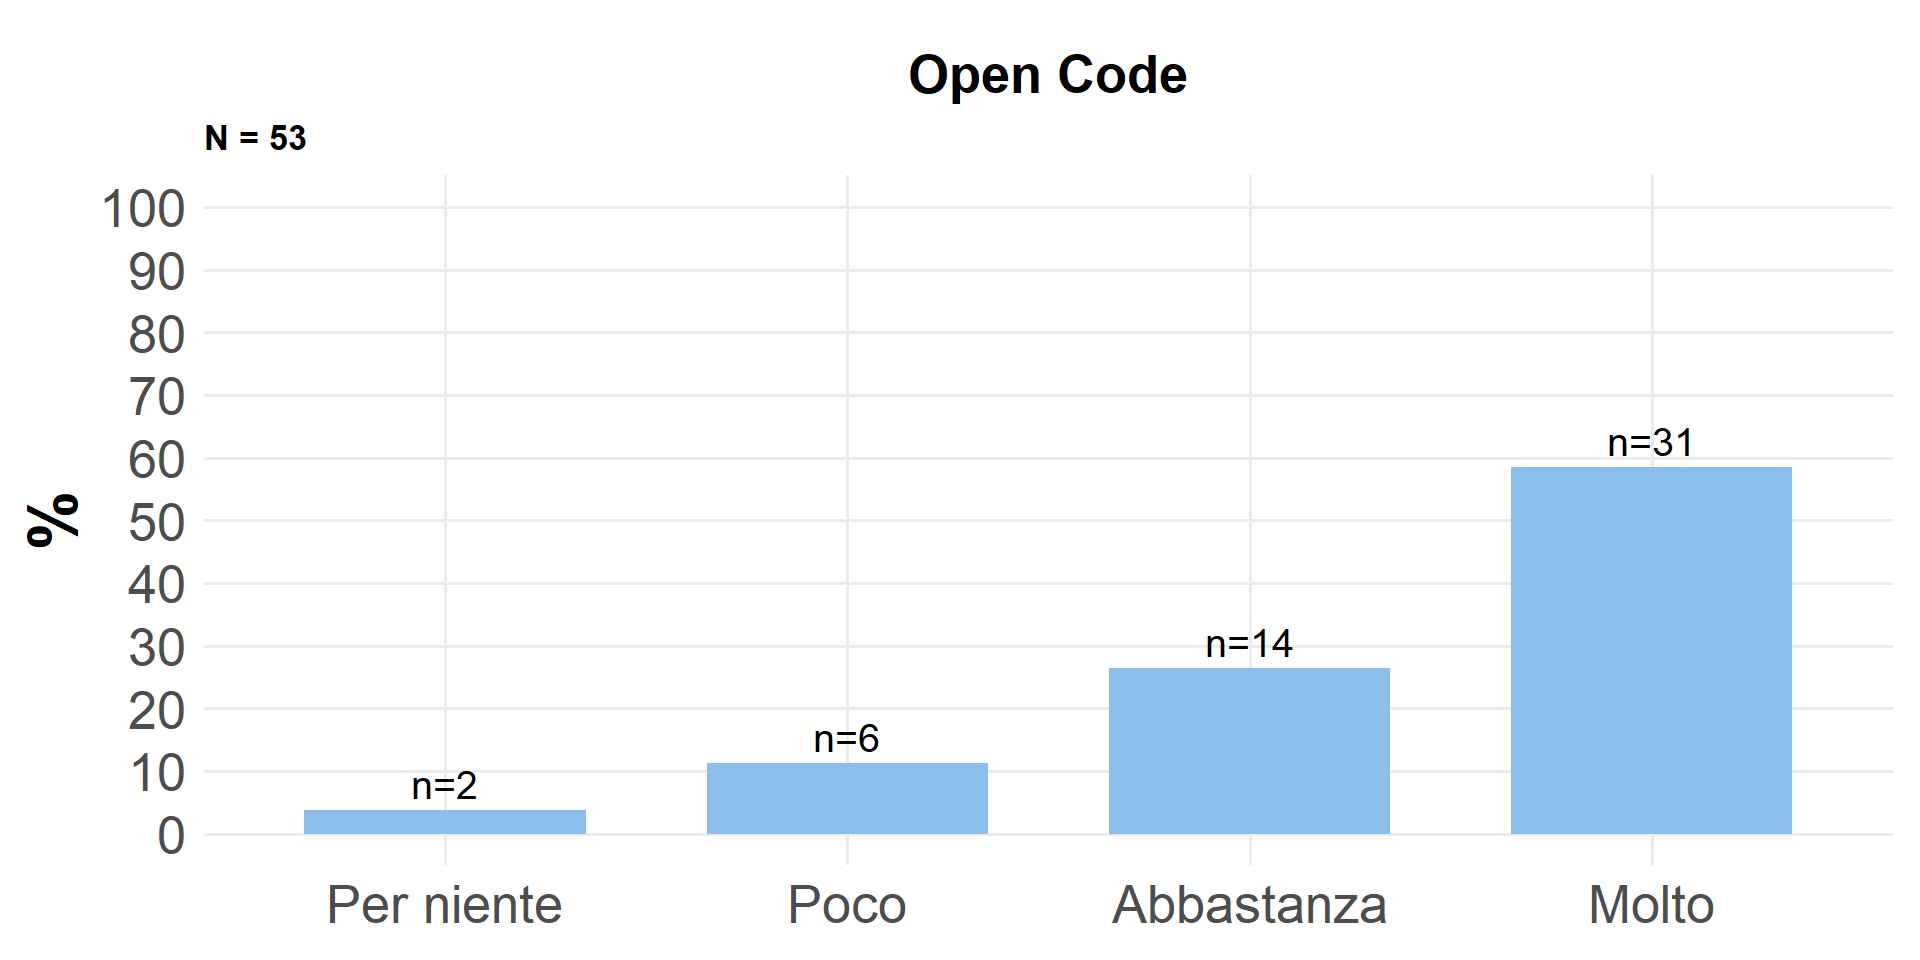 Open Code
N = 53
100
90
80
70
60
50
40
30
20
10
0
%
n=2
n=6
n=14
n=31
Per niente
Poco
Abbastanza
Molto